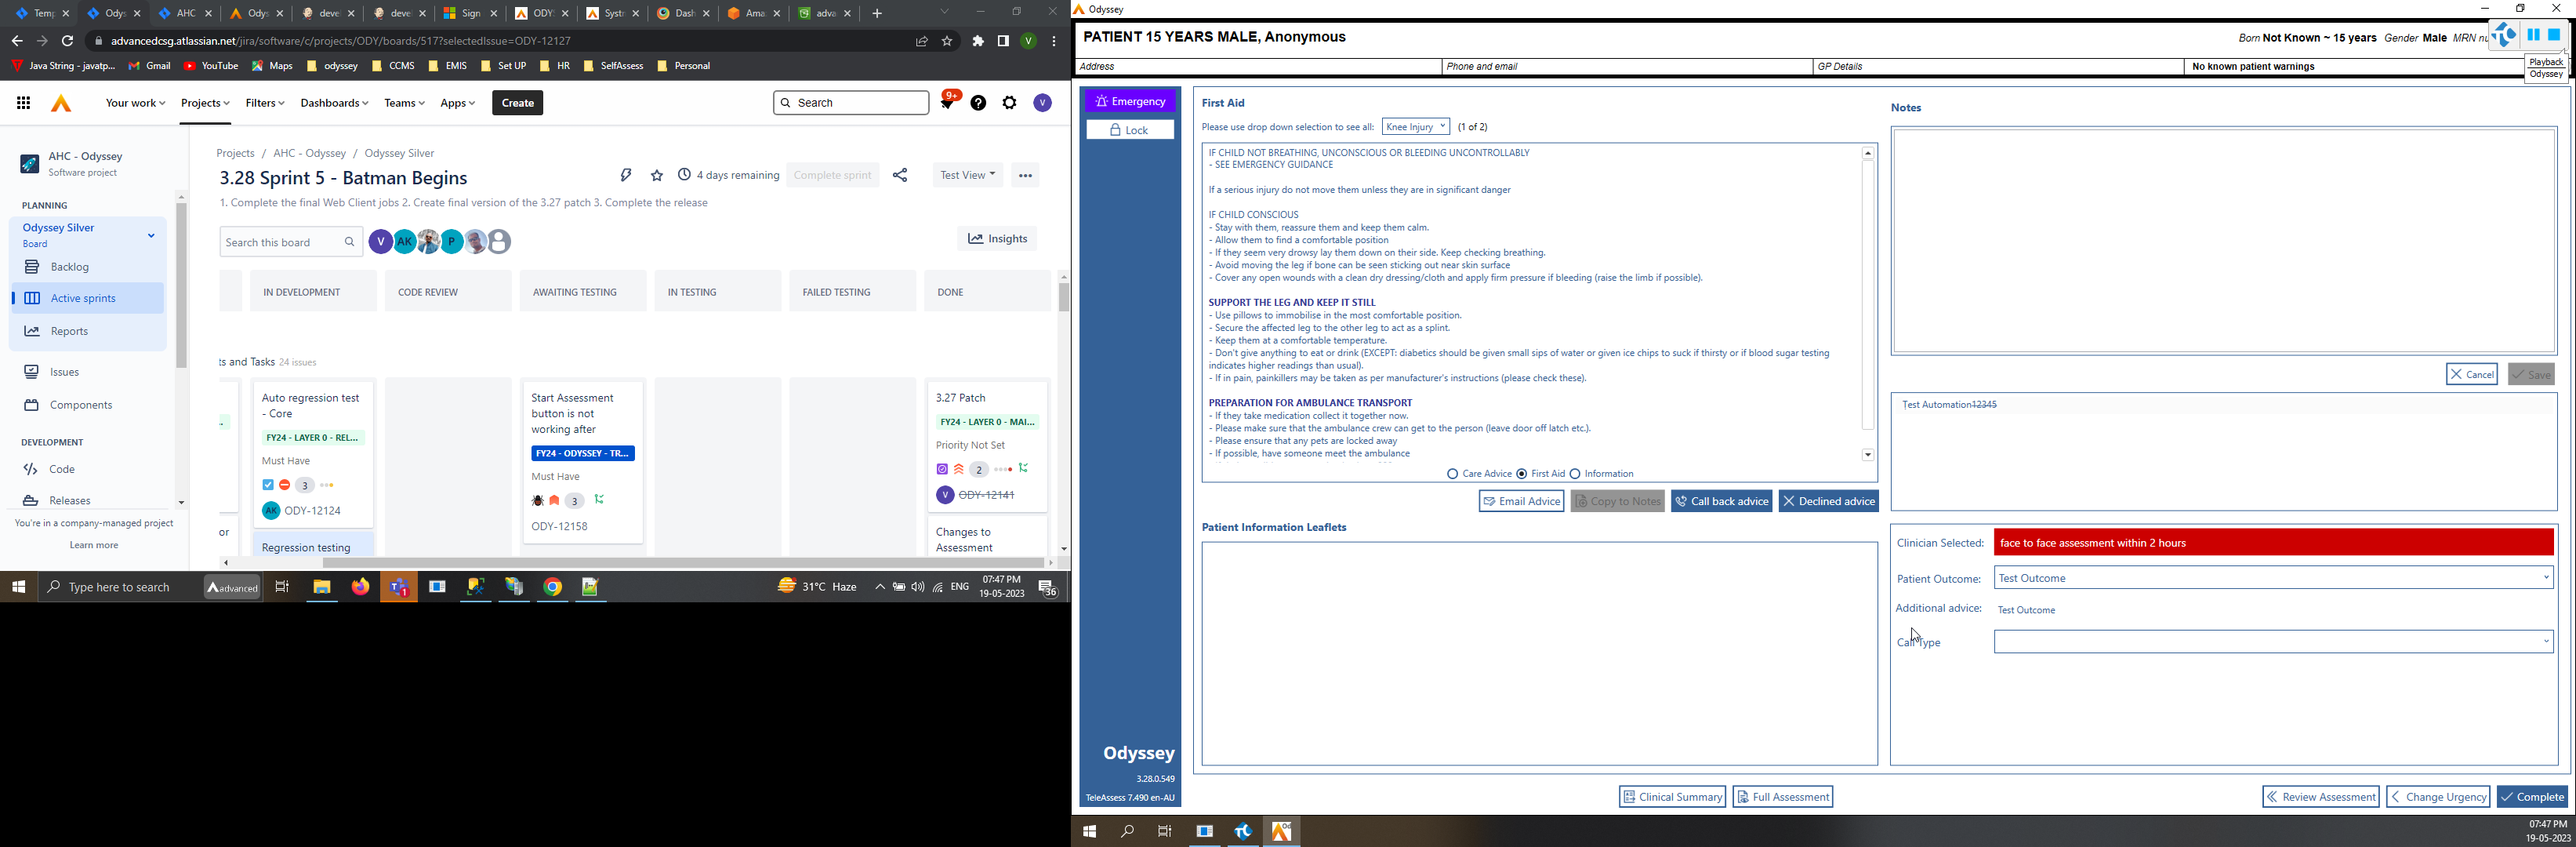 Temp
Odys
AHC
Odys
deve
deve
Sign
ODY
Syst
Dash
Ama
adva
advancedcsg.atlassian.net/jira/software/c/projects/ODY/boards/517?selectedIssue=ODY-12127
V
Java String - javatp...
Gmail
YouTube
Maps
odyssey
CCMS
EMIS
Set UP
HR
SelfAssess
Personal
Your work
Projects
Filters
Dashboards
Teams
Apps
Create
Search
9+
V
AHC - Odyssey
Software project
PLANNING
Odyssey Silver
Board
Backlog
Active sprints
Reports
Issues
Components
DEVELOPMENT
Code
Releases
You're in a company-managed project
Learn more
Projects / AHC - Odyssey / Odyssey Silver
3.28 Sprint 5 - Batman Begins
4 days remaining
Complete sprint
Test View
1. Complete the final Web Client jobs 2. Create final version of the 3.27 patch 3. Complete the release
Search this board
V
AK
P
Insights
IN DEVELOPMENT
CODE REVIEW
AWAITING TESTING
IN TESTING
FAILED TESTING
DONE
ts and Tasks 24 issues
or
Auto regression test
- Core
FY24 - LAYER 0 - REL...
Must Have
3
AK ODY-12124
Regression testing
Start Assessment
button is not
working after
FY24 - ODYSSEY - TR...
Must Have
3
ODY-12158
3.27 Patch
FY24 - LAYER 0 - MAI...
Priority Not Set
2
V ODY-12141
Changes to
Assessment
Type here to search
advanced
1
31°C Haze
ENG
07:47 PM
19-05-2023
36
Odyssey
PATIENT 15 YEARS MALE, Anonymous
Born Not Known ~ 15 years Gender Male MRN nu
Playback
Odyssey
Address
Phone and email
GP Details
No known patient warnings
Emergency
Lock
Odyssey
3.28.0.549
TeleAssess 7.490 en-AU
First Aid
Please use drop down selection to see all: Knee Injury (1 of 2)
IF CHILD NOT BREATHING, UNCONSCIOUS OR BLEEDING UNCONTROLLABLY
- SEE EMERGENCY GUIDANCE
If a serious injury do not move them unless they are in significant danger
IF CHILD CONSCIOUS
- Stay with them, reassure them and keep them calm.
- Allow them to find a comfortable position
- If they seem very drowsy lay them down on their side. Keep checking breathing.
- Avoid moving the leg if bone can be seen sticking out near skin surface
- Cover any open wounds with a clean dry dressing/cloth and apply firm pressure if bleeding (raise the limb if possible).
SUPPORT THE LEG AND KEEP IT STILL
- Use pillows to immobilise in the most comfortable position.
- Secure the affected leg to the other leg to act as a splint.
- Keep them at a comfortable temperature.
- Don't give anything to eat or drink (EXCEPT: diabetics should be given small sips of water or given ice chips to suck if thirsty or if blood sugar testing
indicates higher readings than usual).
- If in pain, painkillers may be taken as per manufacturer's instructions (please check these).
PREPARATION FOR AMBULANCE TRANSPORT
- If they take medication collect it together now.
- Please make sure that the ambulance crew can get to the person (leave door off latch etc.).
- Please ensure that any pets are locked away
- If possible, have someone meet the ambulance
Care Advice
First Aid
Information
Email Advice
Copy to Notes
Call back advice
Declined advice
Patient Information Leaflets
Notes
Cancel
Save
Test Automation12345
Clinician Selected: face to face assessment within 2 hours
Patient Outcome: Test Outcome
Additional advice: Test Outcome
Call Type
Clinical Summary
Full Assessment
Review Assessment
Change Urgency
Complete
07:47 PM
19-05-2023